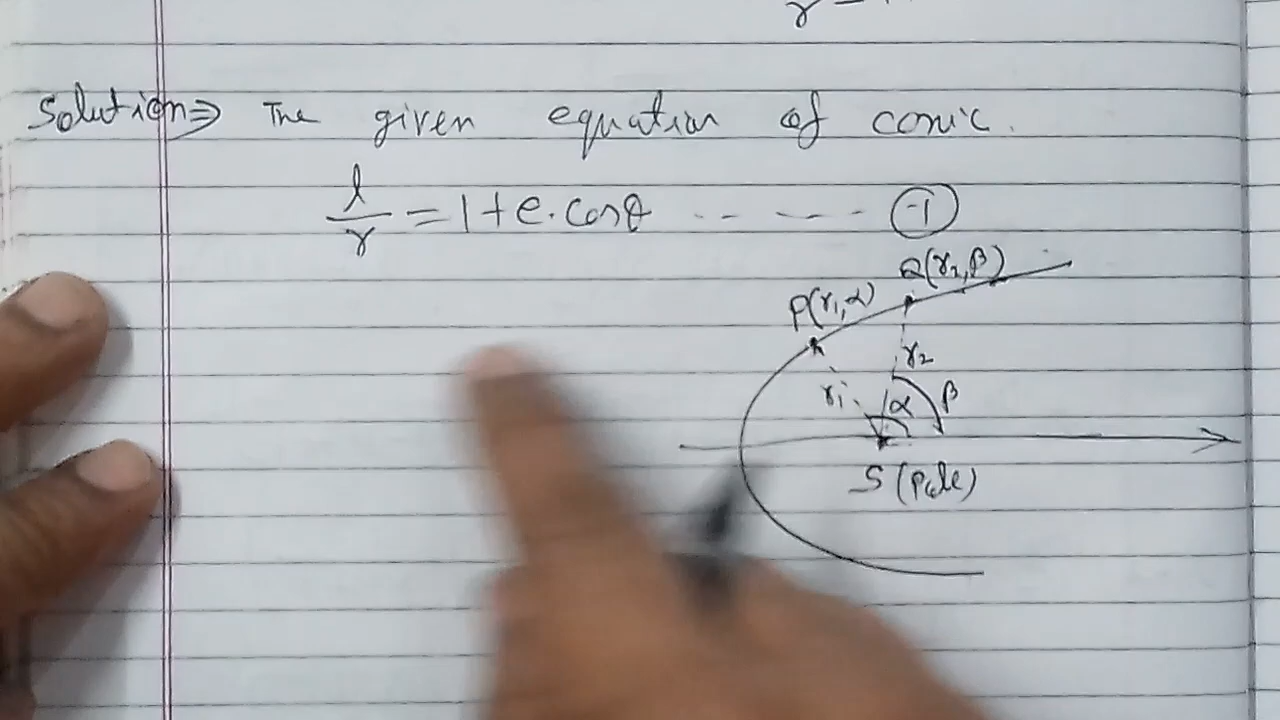 r
Solution⇒ The given equation of conic.
l/r = 1+e.cosθ -- ---- ①
Q(r₂,β)
P(r₁,α)
r₂
r₁ α β
S (Pole)